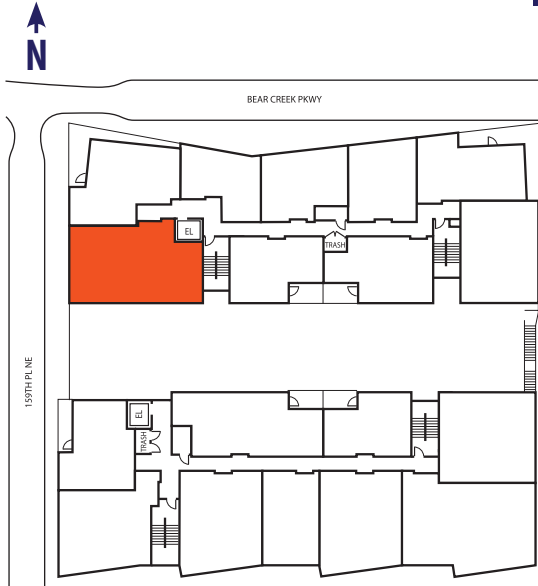 N
BEAR CREEK PKWY
EL
TRASH
159TH PL NE
EL
TRASH